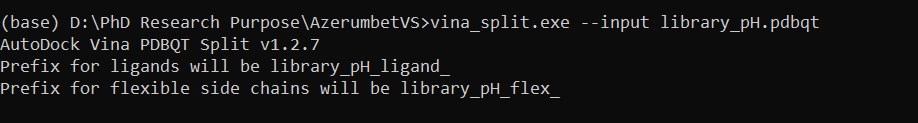 (base) D:\PhD Research Purpose\AzerumbetVS>vina_split.exe --input library_pH.pdbqt
AutoDock Vina PDBQT Split v1.2.7
Prefix for ligands will be library_pH_ligand_
Prefix for flexible side chains will be library_pH_flex_